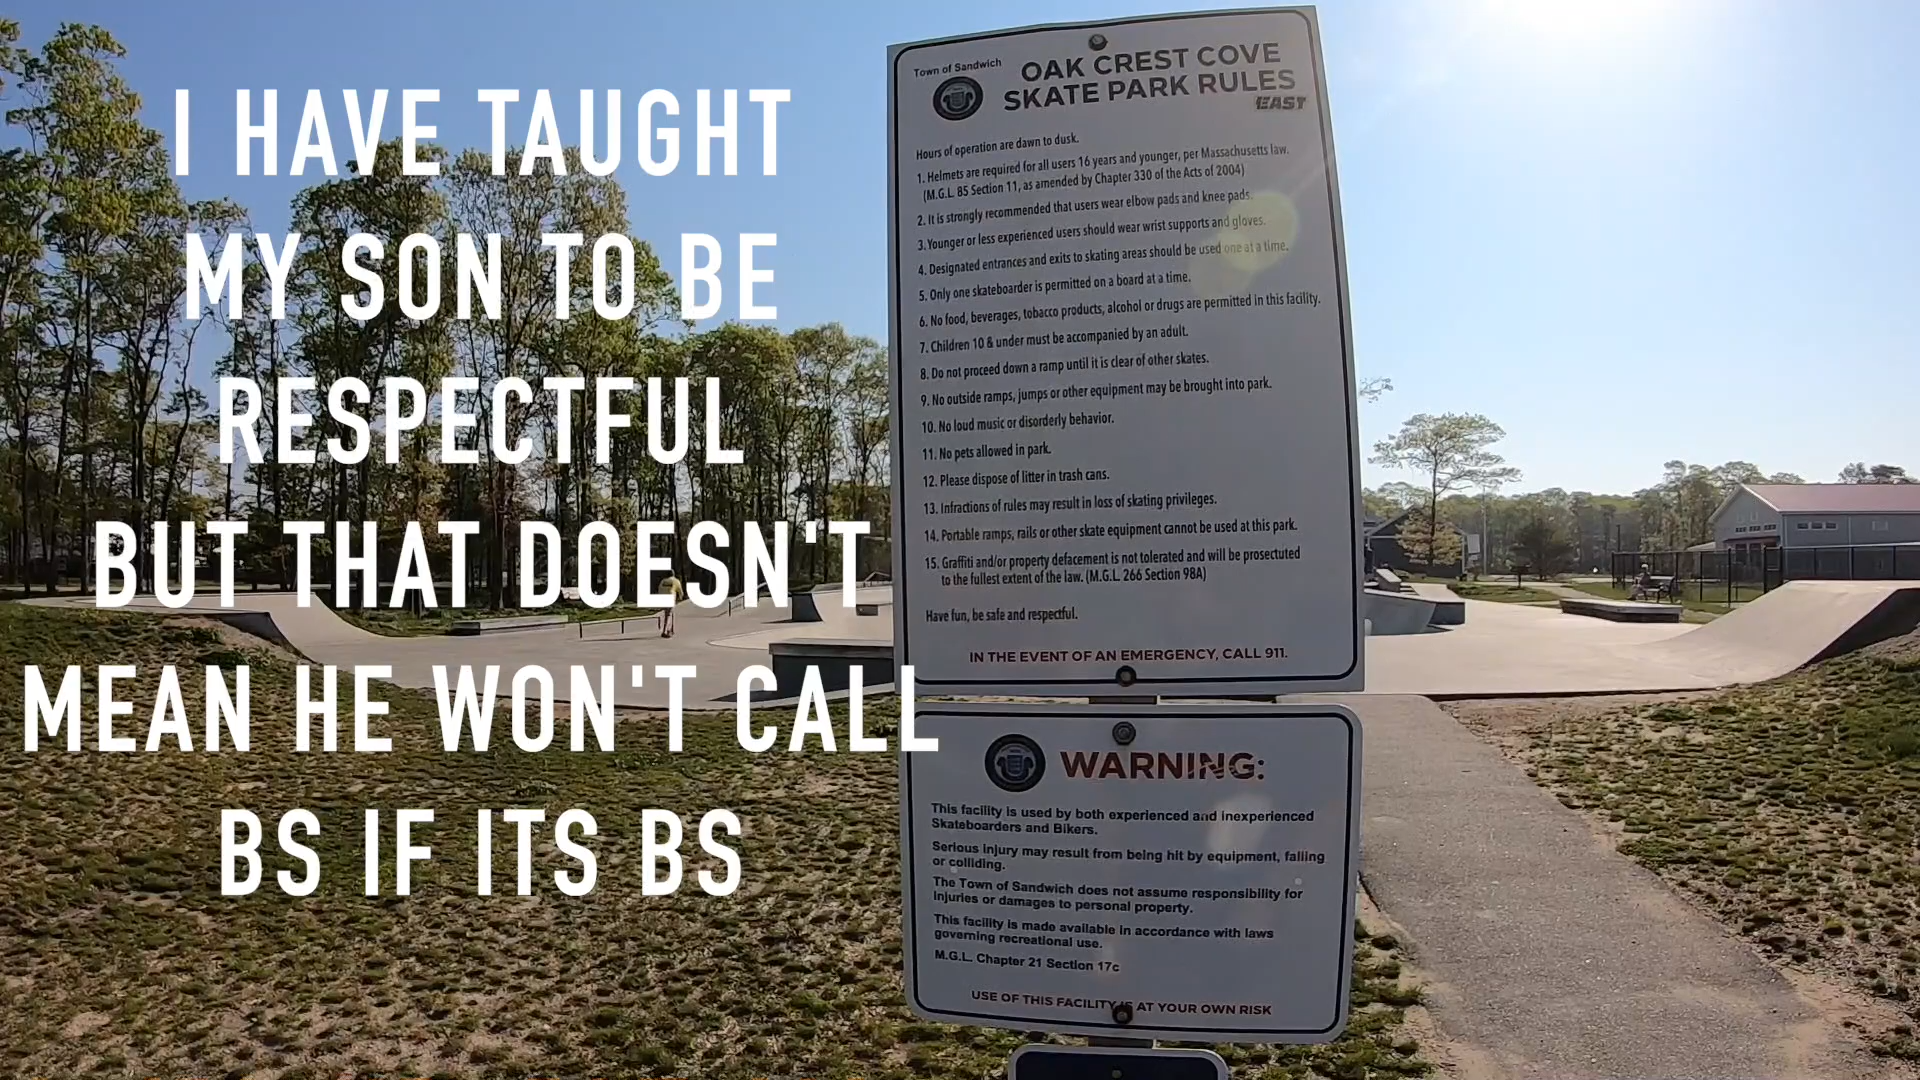 I HAVE TAUGHT
MY SON TO BE
RESPECTFUL
BUT THAT DOESN'T
MEAN HE WON'T CALL
BS IF ITS BS
Town of Sandwich
OAK CREST COVE
SKATE PARK RULES
EAST
Hours of operation are dawn to dusk.
1. Helmets are required for all users 16 years and younger, per Massachusetts law.
(M.G.L. 85 Section 11, as amended by Chapter 330 of the Acts of 2004)
2. It is strongly recommended that users wear elbow pads and knee pads.
3. Younger or less experienced users should wear wrist supports and gloves.
4. Designated entrances and exits to skating areas should be used one at a time.
5. Only one skateboarder is permitted on a board at a time.
6. No food, beverages, tobacco products, alcohol or drugs are permitted in this facility.
7. Children 10 & under must be accompanied by an adult.
8. Do not proceed down a ramp until it is clear of other skates.
9. No outside ramps, jumps or other equipment may be brought into park.
10. No loud music or disorderly behavior.
11. No pets allowed in park.
12. Please dispose of litter in trash cans.
13. Infractions of rules may result in loss of skating privileges.
14. Portable ramps, rails or other skate equipment cannot be used at this park.
15. Graffiti and/or property defacement is not tolerated and will be prosectuted
to the fullest extent of the law. (M.G.L. 266 Section 98A)
Have fun, be safe and respectful.
IN THE EVENT OF AN EMERGENCY, CALL 911.
WARNING:
This facility is used by both experienced and inexperienced
Skateboarders and Bikers.
Serious injury may result from being hit by equipment, falling
or colliding.
The Town of Sandwich does not assume responsibility for
injuries or damages to personal property.
This facility is made available in accordance with laws
governing recreational use.
M.G.L. Chapter 21 Section 17c
USE OF THIS FACILITY IS AT YOUR OWN RISK